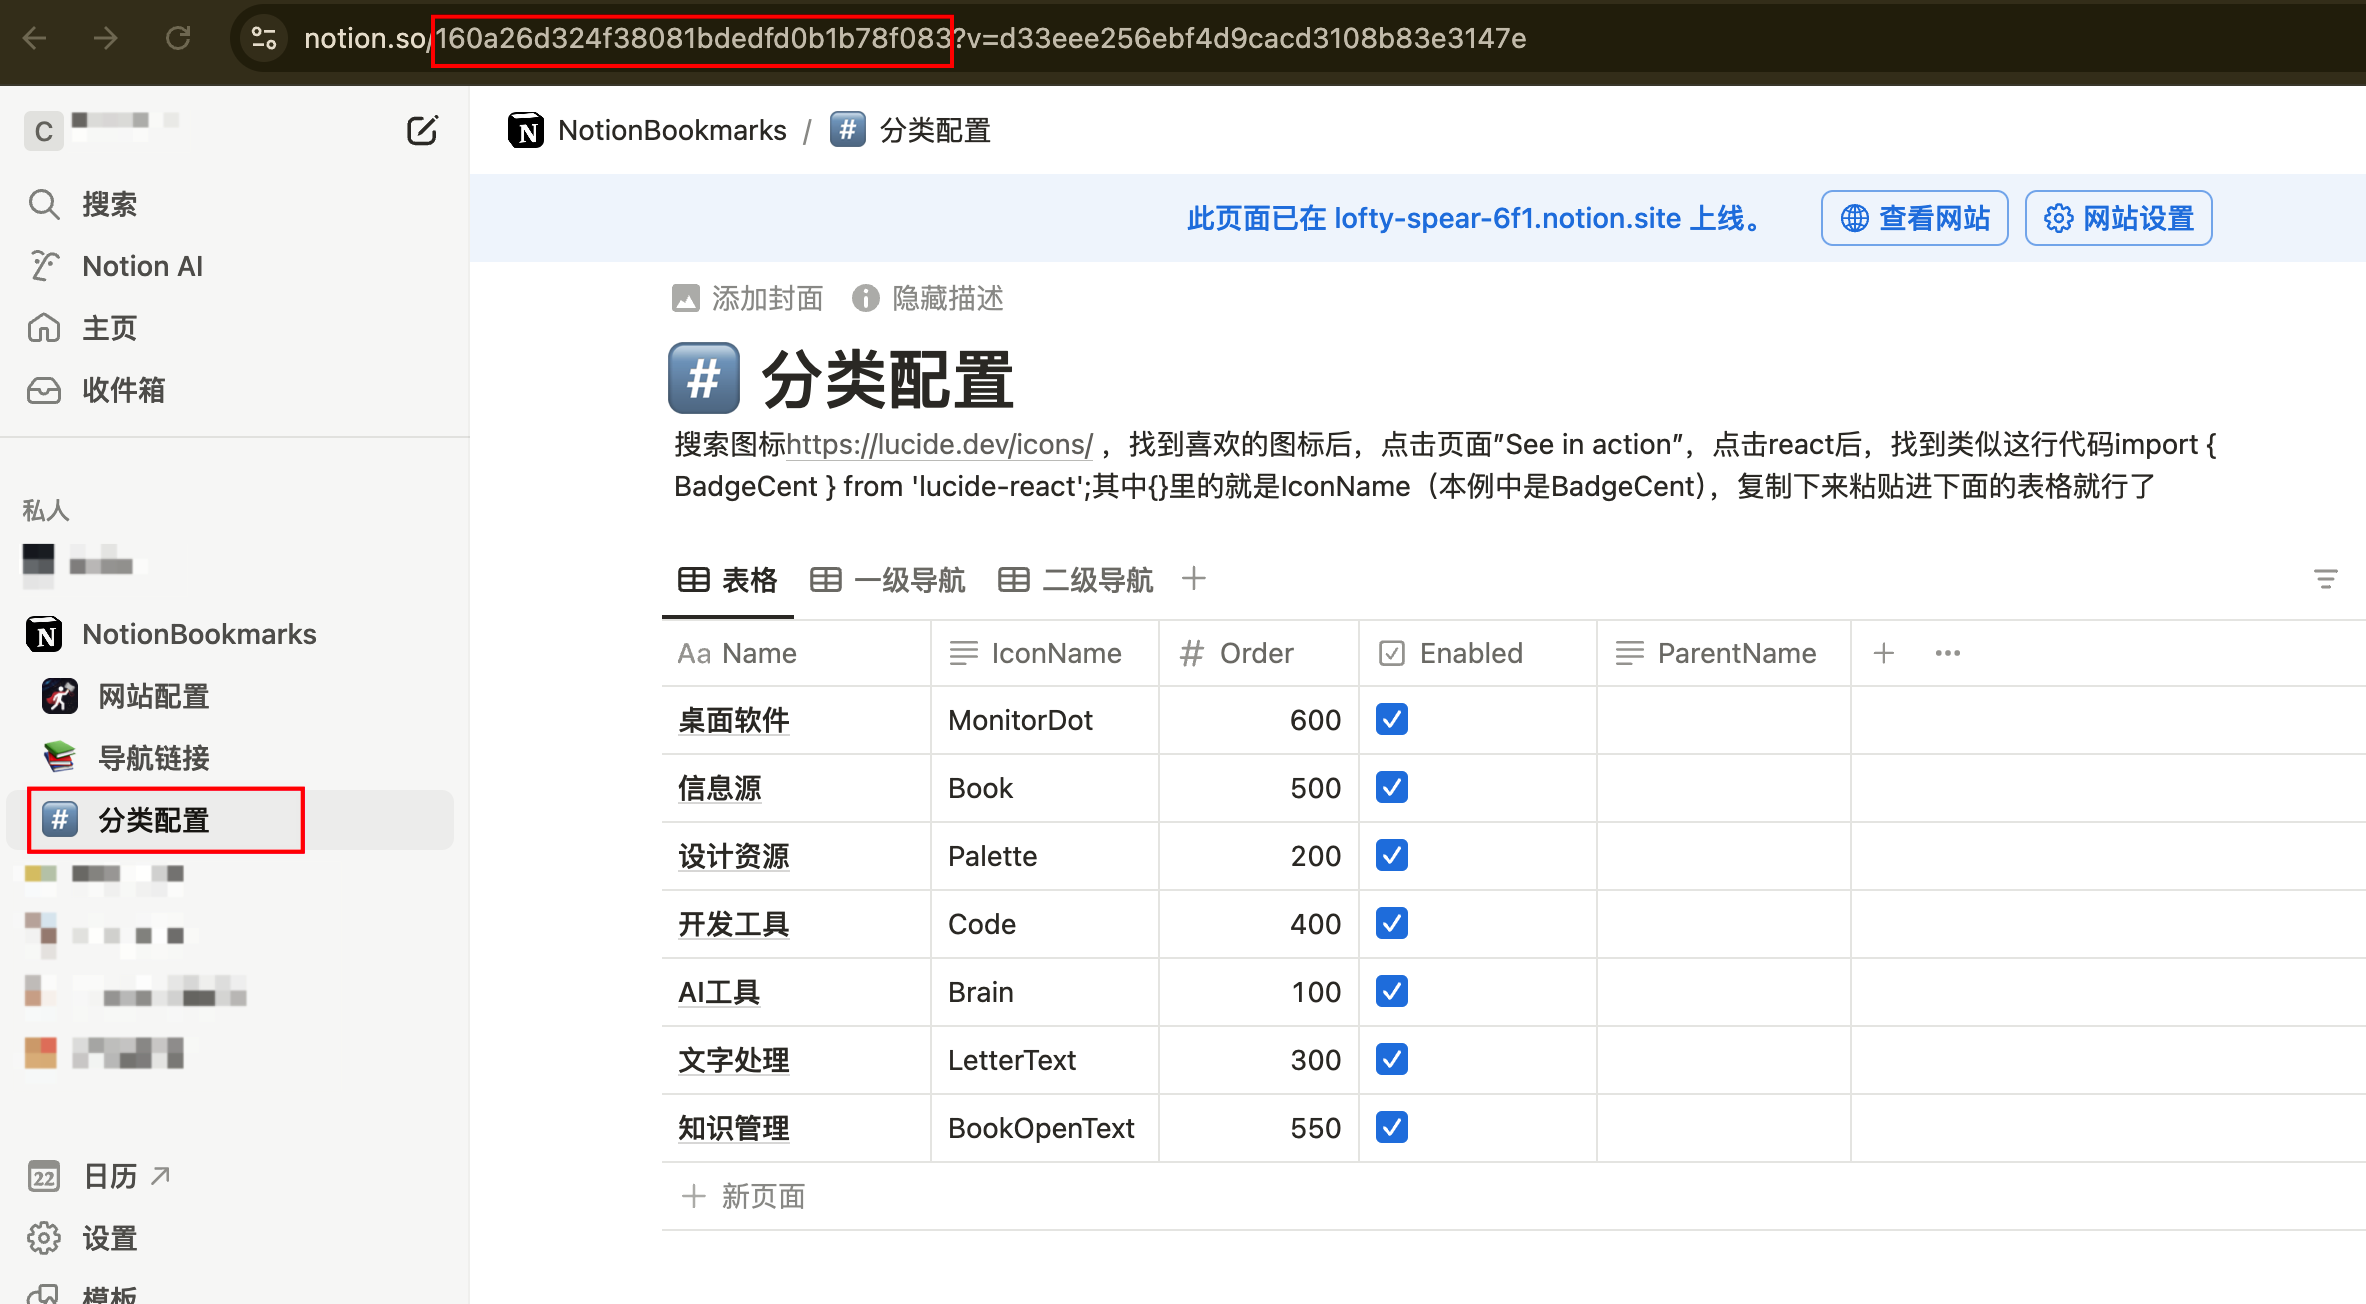 notion.so/160a26d324f38081bdedfd0b1b78f083?v=d33eee256ebf4d9cacd3108b83e3147e
C
搜索
Notion AI
主页
收件箱
私人
NotionBookmarks
网站配置
导航链接
# 分类配置
22 日历
设置
模板
NotionBookmarks / # 分类配置
此页面已在 lofty-spear-6f1.notion.site 上线。 查看网站 网站设置
添加封面 隐藏描述
# 分类配置
搜索图标https://lucide.dev/icons/ ，找到喜欢的图标后，点击页面”See in action”，点击react后，找到类似这行代码import {
BadgeCent } from 'lucide-react';其中{}里的就是IconName（本例中是BadgeCent），复制下来粘贴进下面的表格就行了
表格 一级导航 二级导航 +
Aa Name IconName # Order Enabled ParentName + •••
桌面软件 MonitorDot 600
信息源 Book 500
设计资源 Palette 200
开发工具 Code 400
AI工具 Brain 100
文字处理 LetterText 300
知识管理 BookOpenText 550
+ 新页面